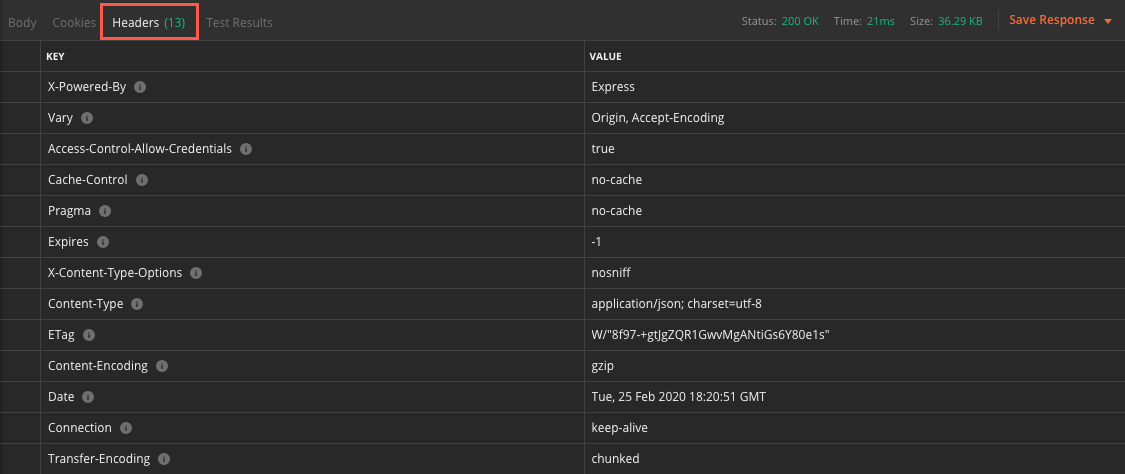 Body Cookies Headers (13) Test Results Status: 200 OK Time: 21ms Size: 36.29 KB Save Response
KEY VALUE
X-Powered-By Express
Vary Origin, Accept-Encoding
Access-Control-Allow-Credentials true
Cache-Control no-cache
Pragma no-cache
Expires -1
X-Content-Type-Options nosniff
Content-Type application/json; charset=utf-8
ETag W/"8f97-+gtJgZQR1GwvMgANtiGs6Y80e1s"
Content-Encoding gzip
Date Tue, 25 Feb 2020 18:20:51 GMT
Connection keep-alive
Transfer-Encoding chunked